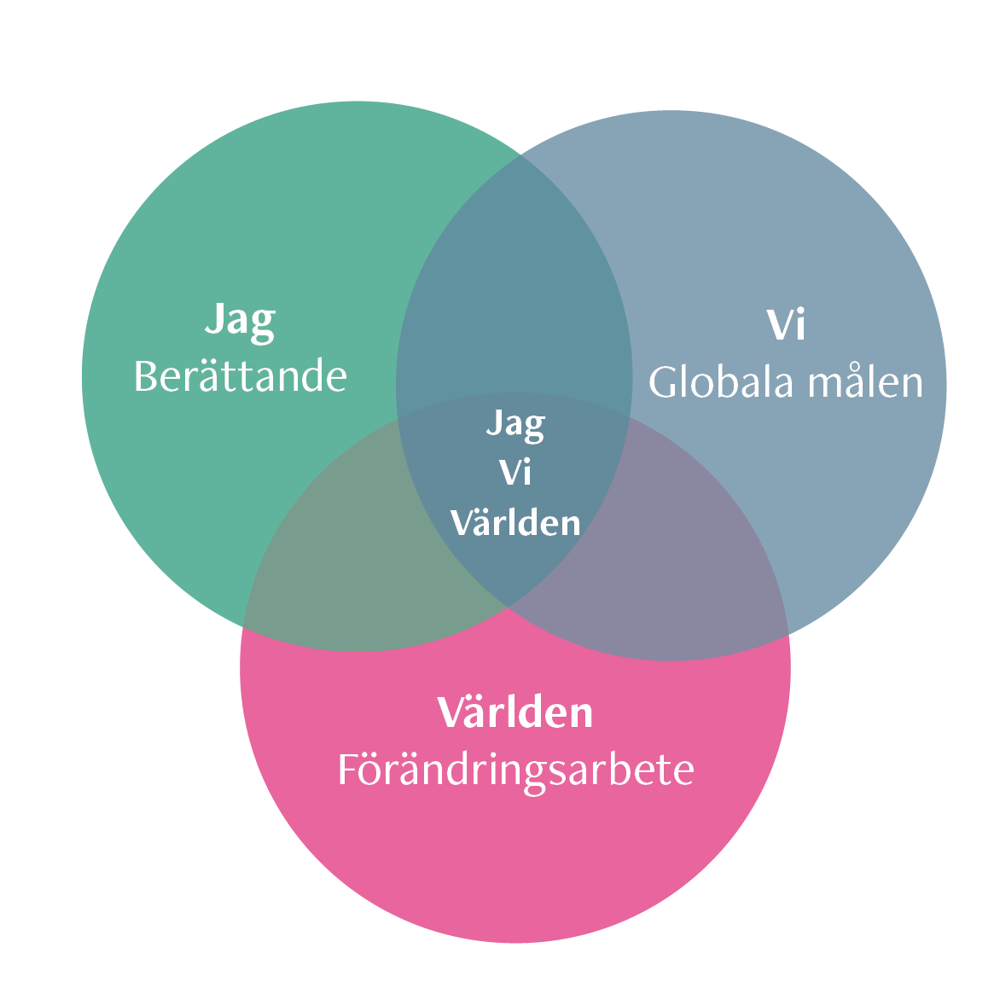 Jag
Berättande
Vi
Globala målen
Jag
Vi
Världen
Världen
Förändringsarbete